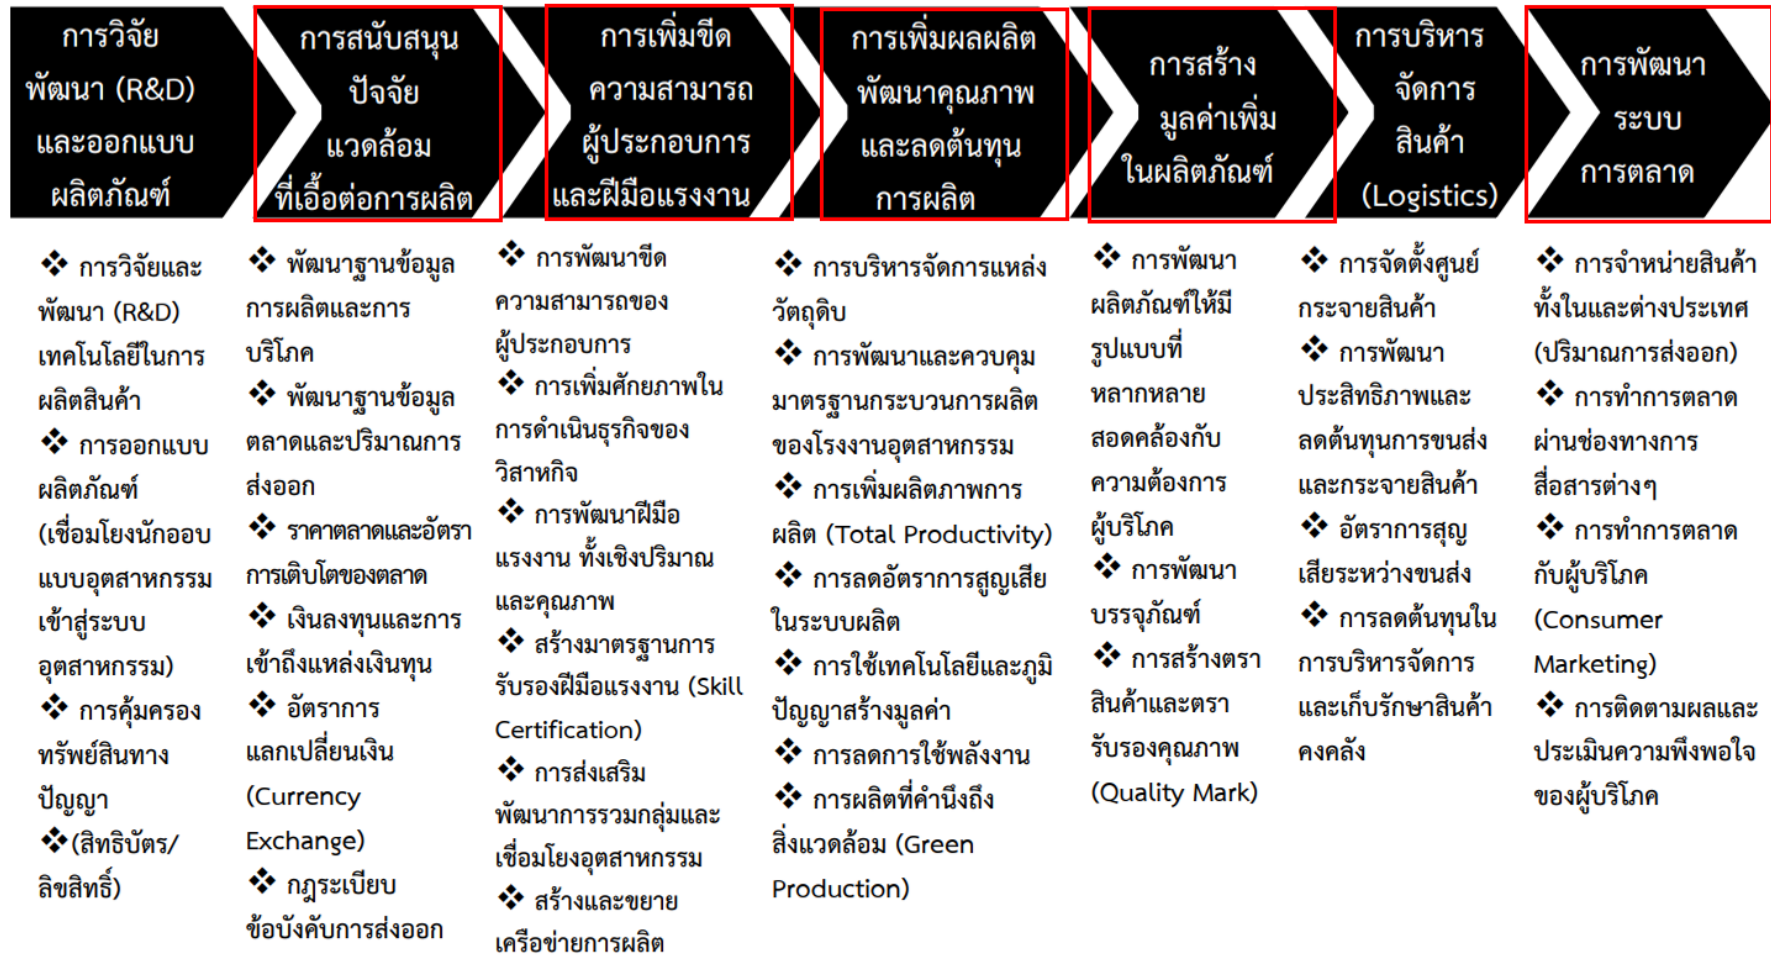 การวิจัย
พัฒนา (R&D)
และออกแบบ
ผลิตภัณฑ์
การสนับสนุน
ปัจจัย
แวดล้อม
ที่เอื้อต่อการผลิต
การเพิ่มขีด
ความสามารถ
ผู้ประกอบการ
และฝีมือแรงงาน
การเพิ่มผลผลิต
พัฒนาคุณภาพ
และลดต้นทุน
การผลิต
การสร้าง
มูลค่าเพิ่ม
ในผลิตภัณฑ์
การบริหาร
จัดการ
สินค้า
(Logistics)
การพัฒนา
ระบบ
การตลาด
❖ การวิจัยและ
พัฒนา (R&D)
เทคโนโลยีในการ
ผลิตสินค้า
❖ การออกแบบ
ผลิตภัณฑ์
(เชื่อมโยงนักออบ
แบบอุตสาหกรรม
เข้าสู่ระบบ
อุตสาหกรรม)
❖ การคุ้มครอง
ทรัพย์สินทาง
ปัญญา
❖(สิทธิบัตร/
ลิขสิทธิ์)
❖ พัฒนาฐานข้อมูล
การผลิตและการ
บริโภค
❖ พัฒนาฐานข้อมูล
ตลาดและปริมาณการ
ส่งออก
❖ ราคาตลาดและอัตรา
การเติบโตของตลาด
❖ เงินลงทุนและการ
เข้าถึงแหล่งเงินทุน
❖ อัตราการ
แลกเปลี่ยนเงิน
(Currency
Exchange)
❖ กฎระเบียบ
ข้อบังคับการส่งออก
❖ การพัฒนาขีด
ความสามารถของ
ผู้ประกอบการ
❖ การเพิ่มศักยภาพใน
การดำเนินธุรกิจของ
วิสาหกิจ
❖ การพัฒนาฝีมือ
แรงงาน ทั้งเชิงปริมาณ
และคุณภาพ
❖ สร้างมาตรฐานการ
รับรองฝีมือแรงงาน (Skill
Certification)
❖ การส่งเสริม
พัฒนาการรวมกลุ่มและ
เชื่อมโยงอุตสาหกรรม
❖ สร้างและขยาย
เครือข่ายการผลิต
❖ การบริหารจัดการแหล่ง
วัตถุดิบ
❖ การพัฒนาและควบคุม
มาตรฐานกระบวนการผลิต
ของโรงงานอุตสาหกรรม
❖ การเพิ่มผลิตภาพการ
ผลิต (Total Productivity)
❖ การลดอัตราการสูญเสีย
ในระบบผลิต
❖ การใช้เทคโนโลยีและภูมิ
ปัญญาสร้างมูลค่า
❖ การลดการใช้พลังงาน
❖ การผลิตที่คำนึงถึง
สิ่งแวดล้อม (Green
Production)
❖ การพัฒนา
ผลิตภัณฑ์ให้มี
รูปแบบที่
หลากหลาย
สอดคล้องกับ
ความต้องการ
ผู้บริโภค
❖ การพัฒนา
บรรจุภัณฑ์
❖ การสร้างตรา
สินค้าและตรา
รับรองคุณภาพ
(Quality Mark)
❖ การจัดตั้งศูนย์
กระจายสินค้า
❖ การพัฒนา
ประสิทธิภาพและ
ลดต้นทุนการขนส่ง
และกระจายสินค้า
❖ อัตราการสุญ
เสียระหว่างขนส่ง
❖ การลดต้นทุนใน
การบริหารจัดการ
และเก็บรักษาสินค้า
คงคลัง
❖ การจำหน่ายสินค้า
ทั้งในและต่างประเทศ
(ปริมาณการส่งออก)
❖ การทำการตลาด
ผ่านช่องทางการ
สื่อสารต่างๆ
❖ การทำการตลาด
กับผู้บริโภค
(Consumer
Marketing)
❖ การติดตามผลและ
ประเมินความพึงพอใจ
ของผู้บริโภค